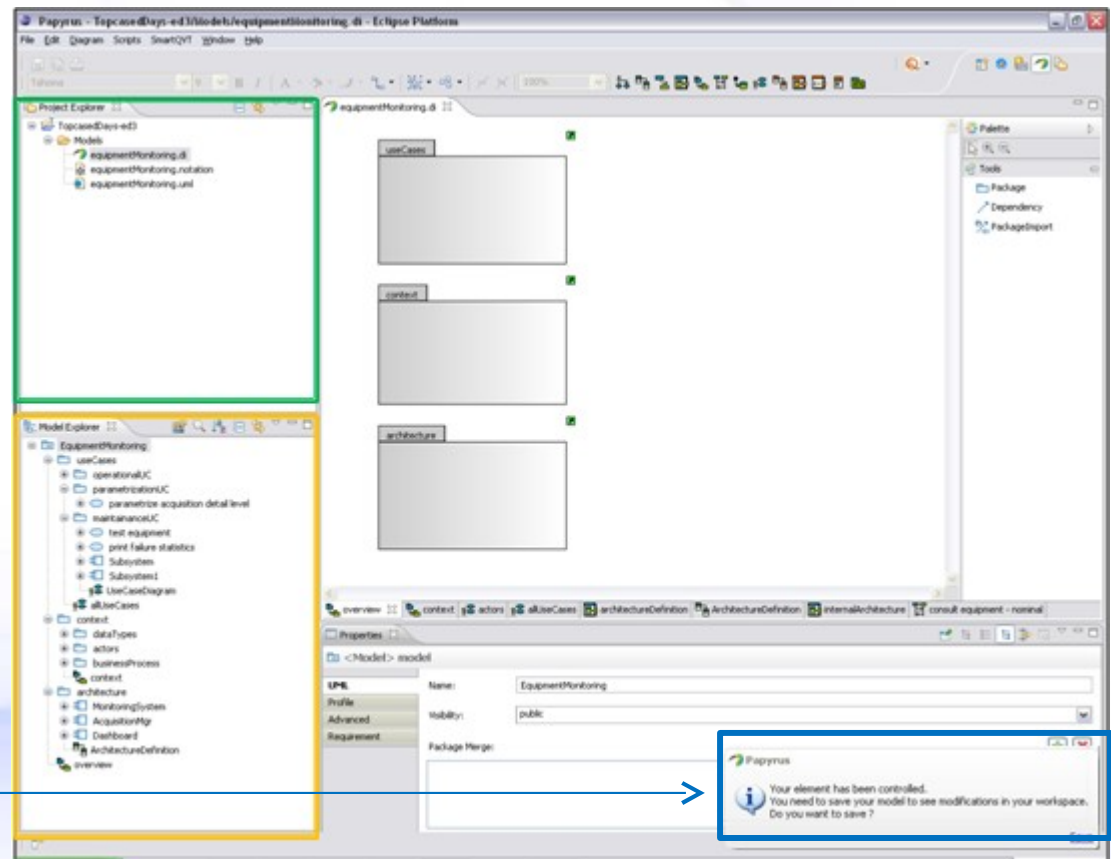 Papyrus - TopcasedDays-ed3/Models/equipmentMonitoring.di - Eclipse Platform
File Edit Diagram Scripts SmartQVT Window Help
Tahoma 9 B I A 100%
Project Explorer
TopcasedDays-ed3
Models
equipmentMonitoring.di
equipmentMonitoring.notation
equipmentMonitoring.uml
equipmentMonitoring.di
useCases
context
architecture
Palette
Tools
Package
Dependency
PackageImport
Model Explorer
EquipmentMonitoring
useCases
operationalUC
parametrizationUC
parametrize acquisition detail level
maintainanceUC
test equipment
print failure statistics
Subsystem
Subsystem1
UseCaseDiagram
allUseCases
context
dataTypes
actors
businessProcess
context
architecture
MonitoringSystem
AcquisitionMgr
Dashboard
ArchitectureDefinition
overview
overview context actors allUseCases architectureDefinition ArchitectureDefinition internalArchitecture consult equipment - nominal
Properties
<Model> model
UML
Profile
Advanced
Requirement
Name: EquipmentMonitoring
Visibility: public
Package Merge:
Papyrus
Your element has been controlled.
You need to save your model to see modifications in your workspace.
Do you want to save ?
Save